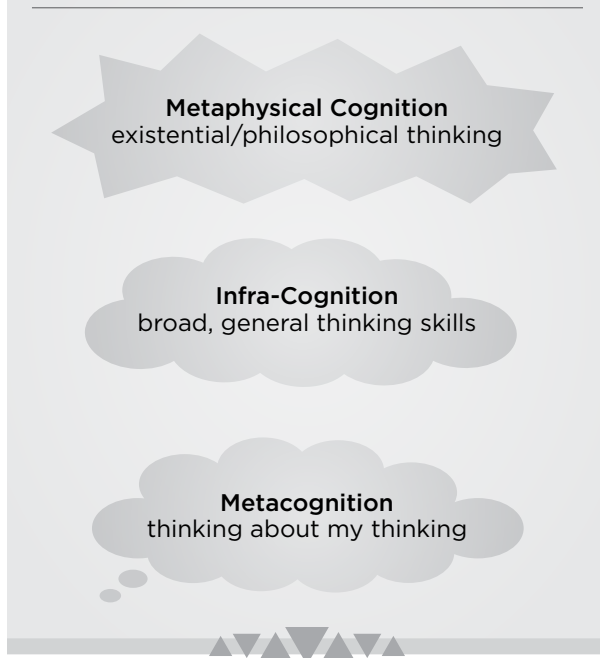 Metaphysical Cognition
existential/philosophical thinking
Infra-Cognition
broad, general thinking skills
Metacognition
thinking about my thinking